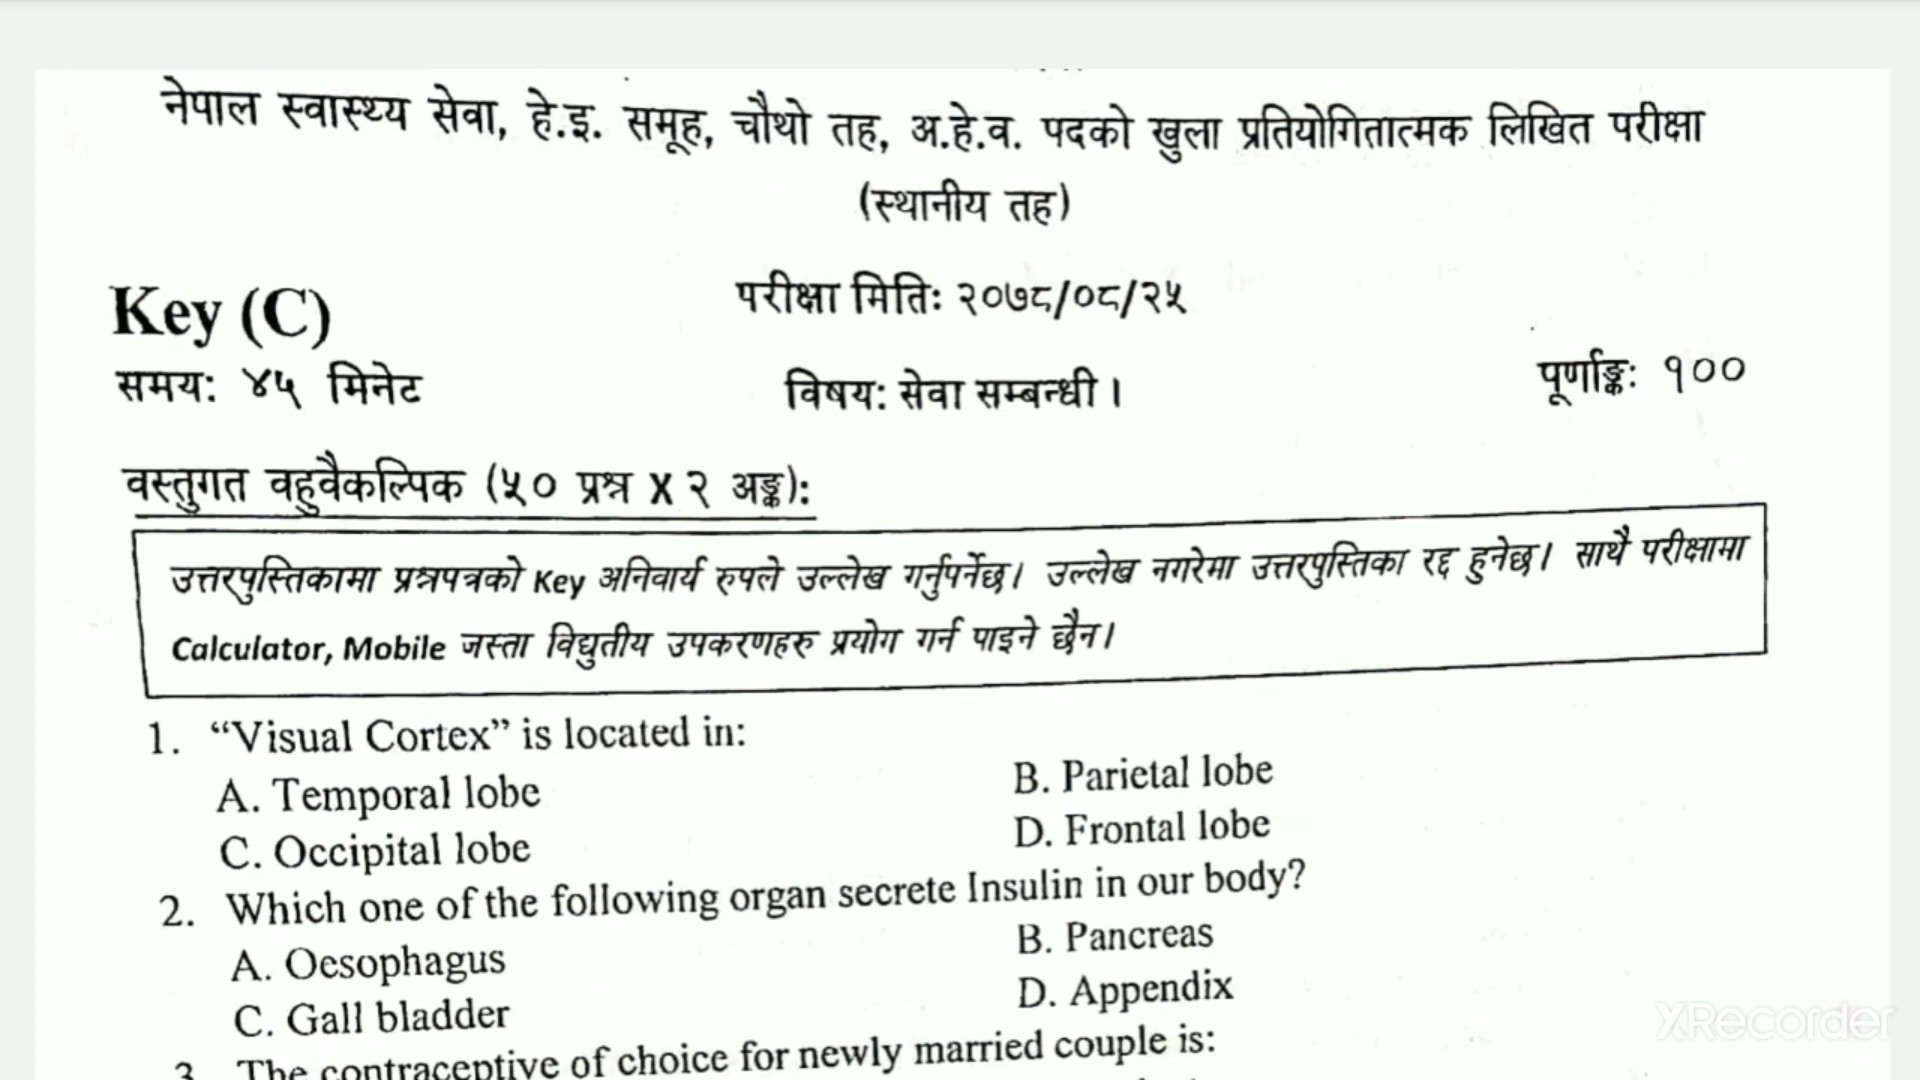 नेपाल स्वास्थ्य सेवा, हे.इ. समूह, चौथो तह, अ.हे.व. पदको खुला प्रतियोगितात्मक लिखित परीक्षा
(स्थानीय तह)
Key (C)
परीक्षा मितिः २०७८/०८/२५
समय: ४५ मिनेट
विषय: सेवा सम्बन्धी ।
पूर्णाङ्कः १००
वस्तुगत वहुवैकल्पिक (५० प्रश्न X २ अङ्क):
उत्तरपुस्तिकामा प्रश्नपत्रको Key अनिवार्य रुपले उल्लेख गर्नुपर्नेछ। उल्लेख नगरेमा उत्तरपुस्तिका रद्द हुनेछ। साथै परीक्षामा
Calculator, Mobile जस्ता विद्युतीय उपकरणहरु प्रयोग गर्न पाइने छैन।
1. “Visual Cortex” is located in:
A. Temporal lobe
B. Parietal lobe
C. Occipital lobe
D. Frontal lobe
2. Which one of the following organ secrete Insulin in our body?
A. Oesophagus
B. Pancreas
C. Gall bladder
D. Appendix
3. The contraceptive of choice for newly married couple is:
XRecorder